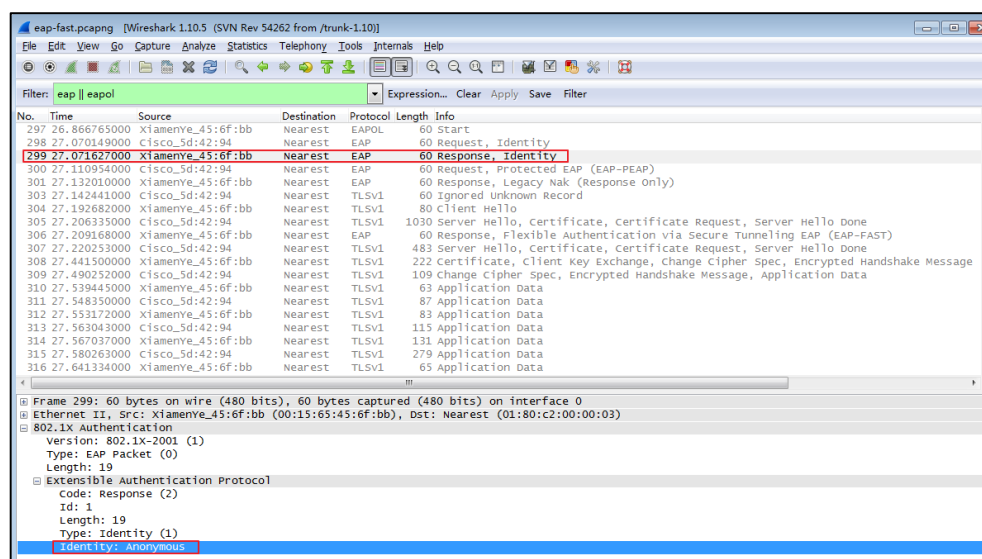 eap-fast.pcapng [Wireshark 1.10.5 (SVN Rev 54262 from /trunk-1.10)]
File Edit View Go Capture Analyze Statistics Telephony Tools Internals Help
Filter: eap || eapol Expression... Clear Apply Save Filter
No. Time Source Destination Protocol Length Info
297 26.866765000 XiamenYe_45:6f:bb Nearest EAPOL 60 Start
298 27.070149000 Cisco_5d:42:94 Nearest EAP 60 Request, Identity
299 27.071627000 XiamenYe_45:6f:bb Nearest EAP 60 Response, Identity
300 27.110954000 Cisco_5d:42:94 Nearest EAP 60 Request, Protected EAP (EAP-PEAP)
301 27.132010000 XiamenYe_45:6f:bb Nearest EAP 60 Response, Legacy Nak (Response Only)
303 27.142441000 Cisco_5d:42:94 Nearest TLSv1 60 Ignored Unknown Record
304 27.192682000 XiamenYe_45:6f:bb Nearest TLSv1 80 Client Hello
305 27.206335000 Cisco_5d:42:94 Nearest TLSv1 1030 Server Hello, Certificate, Certificate Request, Server Hello Done
306 27.209168000 XiamenYe_45:6f:bb Nearest EAP 60 Response, Flexible Authentication via Secure Tunneling EAP (EAP-FAST)
307 27.220253000 Cisco_5d:42:94 Nearest TLSv1 483 Server Hello, Certificate, Certificate Request, Server Hello Done
308 27.441500000 XiamenYe_45:6f:bb Nearest TLSv1 222 Certificate, Client Key Exchange, Change Cipher Spec, Encrypted Handshake Message
309 27.490252000 Cisco_5d:42:94 Nearest TLSv1 109 Change Cipher Spec, Encrypted Handshake Message, Application Data
310 27.539445000 XiamenYe_45:6f:bb Nearest TLSv1 63 Application Data
311 27.548350000 Cisco_5d:42:94 Nearest TLSv1 87 Application Data
312 27.553172000 XiamenYe_45:6f:bb Nearest TLSv1 83 Application Data
313 27.563043000 Cisco_5d:42:94 Nearest TLSv1 115 Application Data
314 27.567037000 XiamenYe_45:6f:bb Nearest TLSv1 131 Application Data
315 27.580263000 Cisco_5d:42:94 Nearest TLSv1 279 Application Data
316 27.641334000 XiamenYe_45:6f:bb Nearest TLSv1 65 Application Data
Frame 299: 60 bytes on wire (480 bits), 60 bytes captured (480 bits) on interface 0
Ethernet II, Src: XiamenYe_45:6f:bb (00:15:65:45:6f:bb), Dst: Nearest (01:80:c2:00:00:03)
802.1X Authentication
Version: 802.1X-2001 (1)
Type: EAP Packet (0)
Length: 19
Extensible Authentication Protocol
Code: Response (2)
Id: 1
Length: 19
Type: Identity (1)
Identity: Anonymous